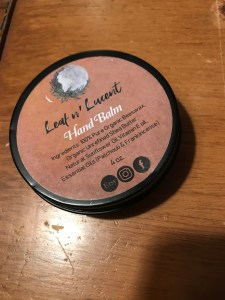 Leaf n' Lucent
Hand Balm
Ingredients: 100% Pure Organic Beeswax,
Organic Unrefined Shea Butter,
Natural Sunflower Oil, Vitamin E oil,
Essential Oils (Patchouli & Frankincense)
4 oz.